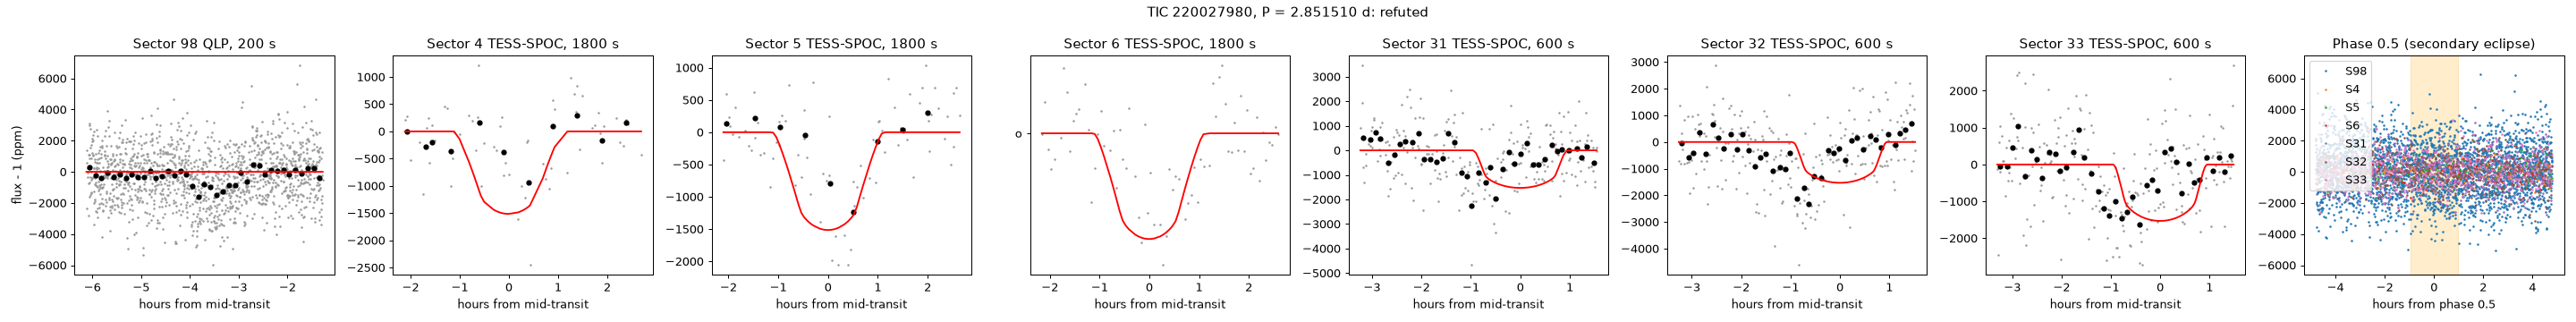 TIC 220027980, P = 2.851510 d: refuted
Sector 98 QLP, 200 s
flux - 1 (ppm)
6000
4000
2000
0
−2000
−4000
−6000
−6 −5 −4 −3 −2
hours from mid-transit
Sector 4 TESS-SPOC, 1800 s
1000
500
0
−500
−1000
−1500
−2000
−2500
−2 −1 0 1 2
hours from mid-transit
Sector 5 TESS-SPOC, 1800 s
1000
500
0
−500
−1000
−1500
−2000
−2 −1 0 1 2
hours from mid-transit
Sector 6 TESS-SPOC, 1800 s
0
−2 −1 0 1 2
hours from mid-transit
Sector 31 TESS-SPOC, 600 s
3000
2000
1000
0
−1000
−2000
−3000
−4000
−5000
−3 −2 −1 0 1
hours from mid-transit
Sector 32 TESS-SPOC, 600 s
3000
2000
1000
0
−1000
−2000
−3000
−4000
−3 −2 −1 0 1
hours from mid-transit
Sector 33 TESS-SPOC, 600 s
2000
1000
0
−1000
−2000
−3 −2 −1 0 1
hours from mid-transit
Phase 0.5 (secondary eclipse)
6000
4000
2000
0
−2000
−4000
−6000
S98
S4
S5
S6
S31
S32
S33
−4 −2 0 2 4
hours from phase 0.5